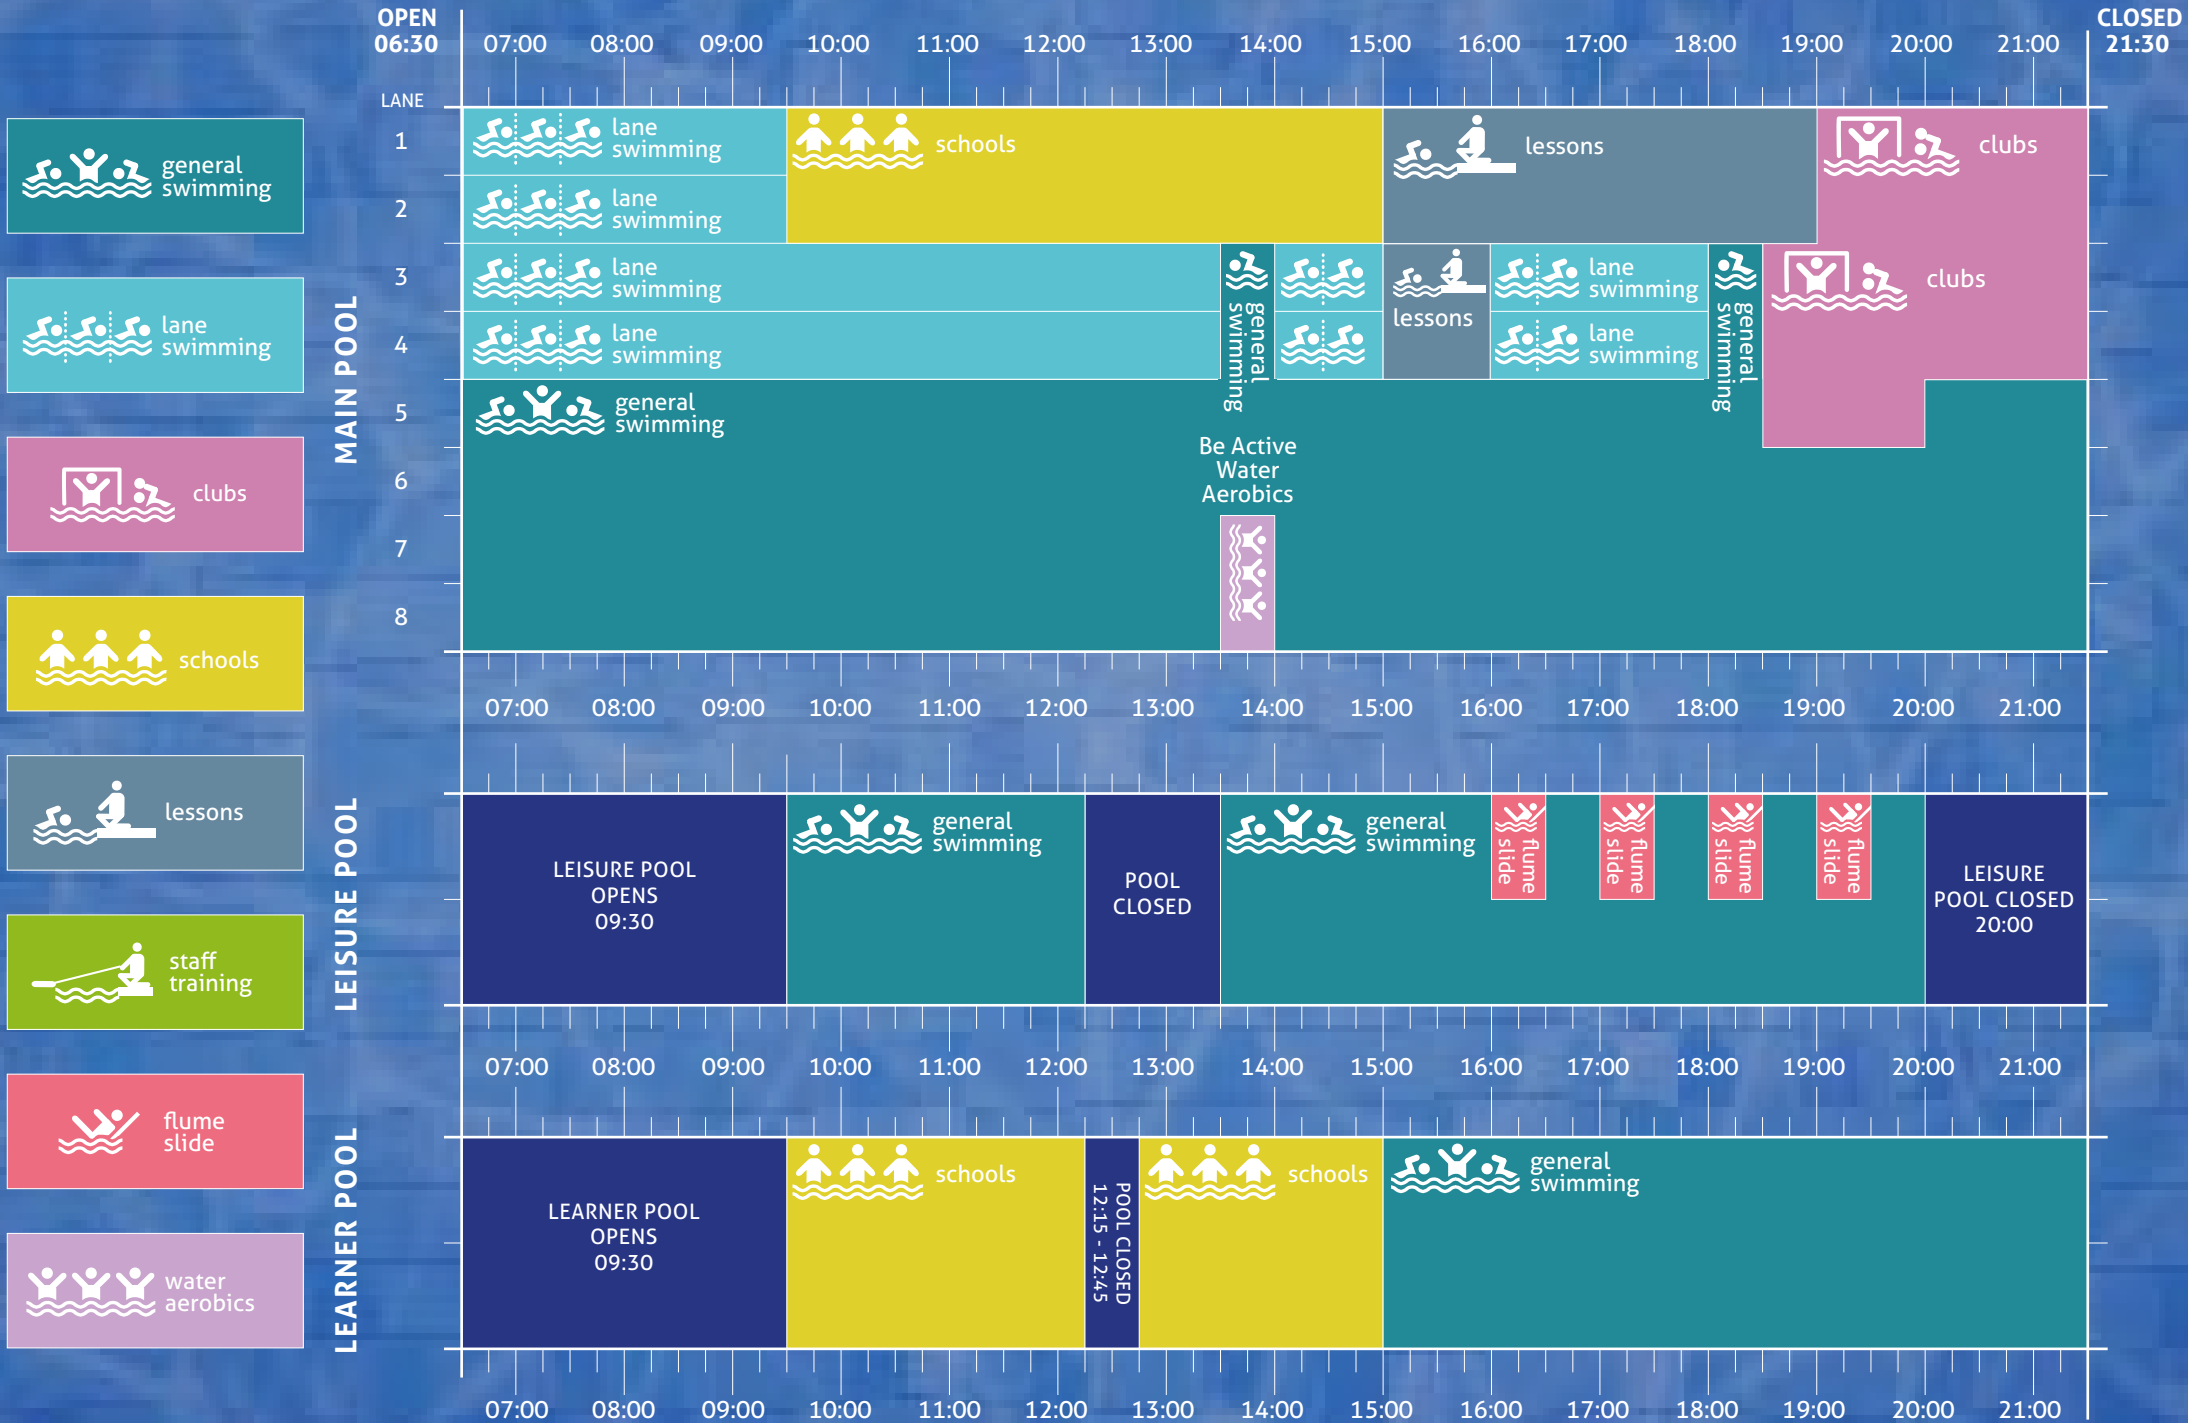 OPEN
06:30
07:00 08:00 09:00 10:00 11:00 12:00 13:00 14:00 15:00 16:00 17:00 18:00 19:00 20:00 21:00
CLOSED
21:30
general
swimming
lane
swimming
clubs
schools
lessons
staff
training
flume
slide
water
aerobics
MAIN POOL
LANE
1
2
3
4
5
6
7
8
lane
swimming
schools
lessons
clubs
lane
swimming
lane
swimming
general
swimming
lessons
lane
swimming
general
swimming
clubs
lane
swimming
lane
swimming
general
swimming
Be Active
Water
Aerobics
07:00 08:00 09:00 10:00 11:00 12:00 13:00 14:00 15:00 16:00 17:00 18:00 19:00 20:00 21:00
LEISURE POOL
LEISURE POOL
OPENS
09:30
general
swimming
POOL
CLOSED
general
swimming
flume
slide
flume
slide
flume
slide
flume
slide
LEISURE
POOL CLOSED
20:00
07:00 08:00 09:00 10:00 11:00 12:00 13:00 14:00 15:00 16:00 17:00 18:00 19:00 20:00 21:00
LEARNER POOL
LEARNER POOL
OPENS
09:30
schools
POOL CLOSED
12:15 - 12:45
schools
general
swimming
07:00 08:00 09:00 10:00 11:00 12:00 13:00 14:00 15:00 16:00 17:00 18:00 19:00 20:00 21:00